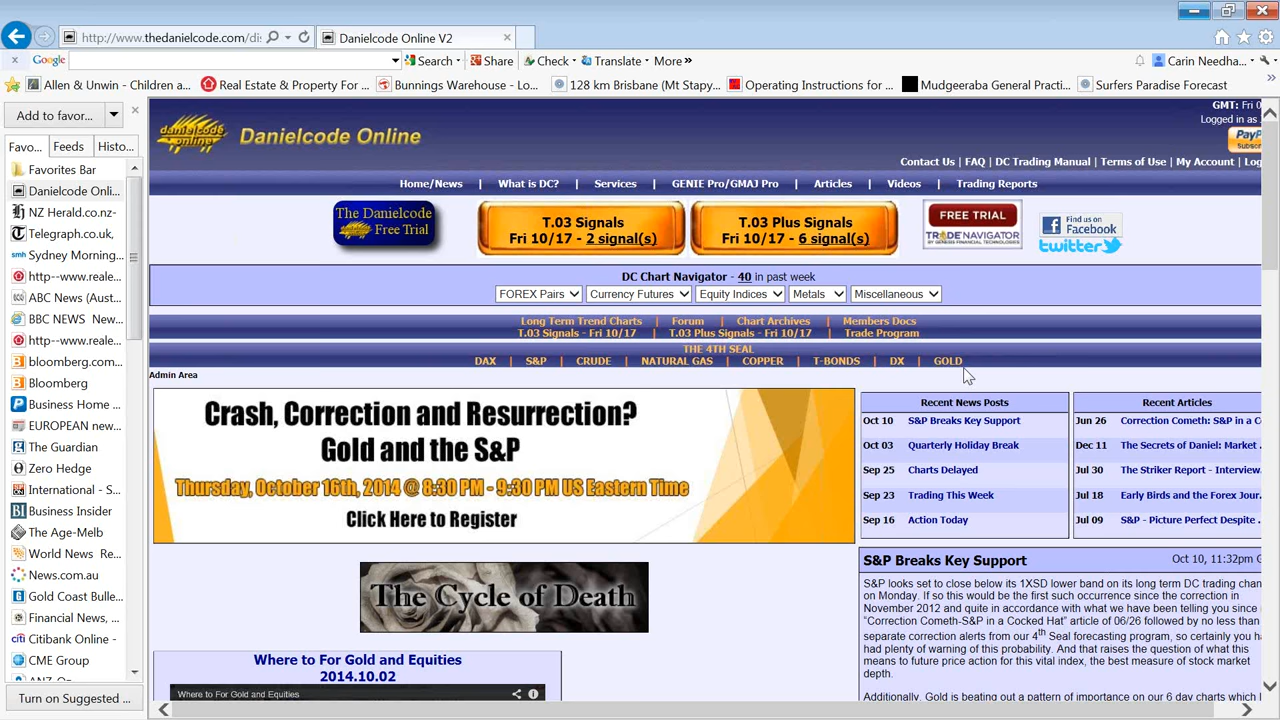 http://www.thedanielcode.com/di
Danielcode Online V2
Google
Search
Share
Check
Translate
More »
Carin Needha...
Allen & Unwin - Children a...
Real Estate & Property For ...
Bunnings Warehouse - Lo...
128 km Brisbane (Mt Stapy...
Operating Instructions for ...
Mudgeeraba General Practi...
Surfers Paradise Forecast
Add to favor...
Favo...
Feeds
Histo...
Favorites Bar
Danielcode Onli...
NZ Herald.co.nz-
Telegraph.co.uk,
Sydney Morning...
http--www.reale...
ABC News (Aust...
BBC NEWS New...
http--www.reale...
bloomberg.com...
Bloomberg
Business Home ...
EUROPEAN new...
The Guardian
Zero Hedge
International - S...
Business Insider
The Age-Melb
World News Re...
News.com.au
Gold Coast Bulle...
Financial News, ...
Citibank Online -
CME Group
Turn on Suggested ...
GMT: Fri 0
Logged in as
danielcode online
Danielcode Online
PayP
Subsc
Contact Us | FAQ | DC Trading Manual | Terms of Use | My Account | Log
Home/News | What is DC? | Services | GENIE Pro/GMAJ Pro | Articles | Videos | Trading Reports
The Danielcode
Free Trial
T.03 Signals
Fri 10/17 - 2 signal(s)
T.03 Plus Signals
Fri 10/17 - 6 signal(s)
FREE TRIAL
TRADE NAVIGATOR
Find us on
Facebook
twitter
DC Chart Navigator - 40 in past week
FOREX Pairs
Currency Futures
Equity Indices
Metals
Miscellaneous
Long Term Trend Charts | Forum | Chart Archives | Members Docs
T.03 Signals - Fri 10/17 | T.03 Plus Signals - Fri 10/17 | Trade Program
THE 4TH SEAL
DAX | S&P | CRUDE | NATURAL GAS | COPPER | T-BONDS | DX | GOLD
Admin Area
Crash, Correction and Resurrection?
Gold and the S&P
Thursday, October 16th, 2014 @ 8:30 PM - 9:30 PM US Eastern Time
Click Here to Register
The Cycle of Death
Where to For Gold and Equities
2014.10.02
Where to For Gold and Equities
Recent News Posts
Oct 10 S&P Breaks Key Support
Oct 03 Quarterly Holiday Break
Sep 25 Charts Delayed
Sep 23 Trading This Week
Sep 16 Action Today
Recent Articles
Jun 26 Correction Cometh: S&P in a C
Dec 11 The Secrets of Daniel: Market .
Jul 30 The Striker Report - Interview.
Jul 18 Early Birds and the Forex Jour.
Jul 09 S&P - Picture Perfect Despite .
S&P Breaks Key Support
Oct 10, 11:32pm G
S&P looks set to close below its 1XSD lower band on its long term DC trading chan
on Monday. If so this would be the first such occurrence since the correction in
November 2012 and quite in accordance with what we have been telling you since
"Correction Cometh-S&P in a Cocked Hat" article of 06/26 followed by no less than
separate correction alerts from our 4th Seal forecasting program, so certainly you ha
had plenty of warning of this probability. And that raises the question of what this
means to future price action for this vital index, the best measure of stock market
depth.
Additionally, Gold is beating out a pattern of importance on our 6 day charts which